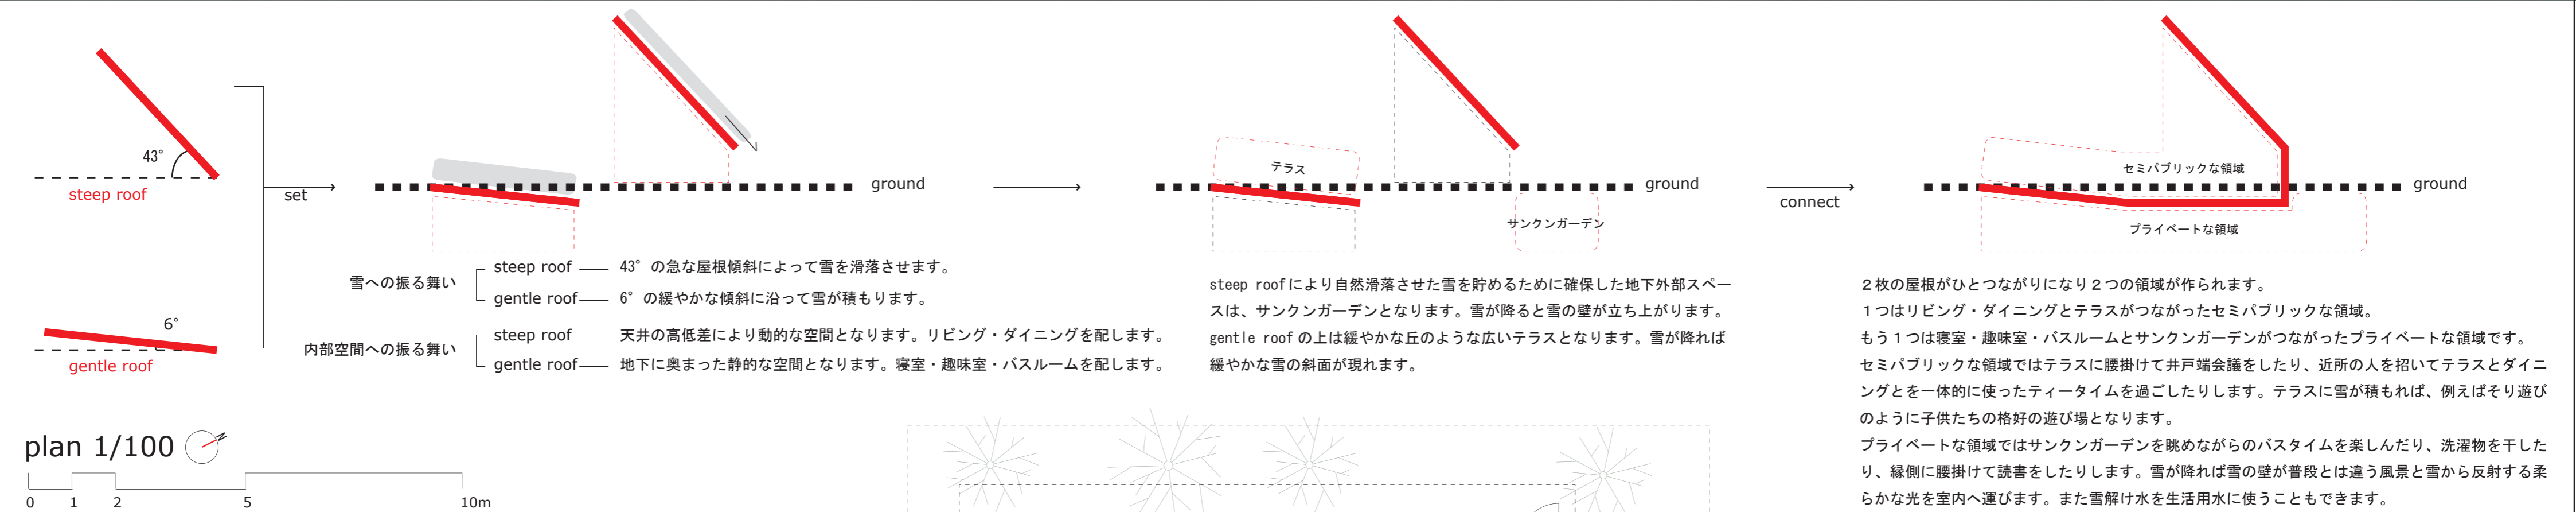 43°
steep roof
6°
gentle roof
set
ground
雪への振る舞い
steep roof 43°の急な屋根傾斜によって雪を滑落させます。
gentle roof 6°の緩やかな傾斜に沿って雪が積もります。
内部空間への振る舞い
steep roof 天井の高低差により動的な空間となります。リビング・ダイニングを配します。
gentle roof 地下に奥まった静的な空間となります。寝室・趣味室・バスルームを配します。
テラス
ground
サンクンガーデン
steep roofにより自然滑落させた雪を貯めるために確保した地下外部スペー
スは、サンクンガーデンとなります。雪が降ると雪の壁が立ち上がります。
gentle roof の上は緩やかな丘のような広いテラスとなります。雪が降れば
緩やかな雪の斜面が現れます。
connect
セミパブリックな領域
ground
プライベートな領域
２枚の屋根がひとつながりになり２つの領域が作られます。
１つはリビング・ダイニングとテラスがつながったセミパブリックな領域。
もう１つは寝室・趣味室・バスルームとサンクンガーデンがつながったプライベートな領域です。
セミパブリックな領域ではテラスに腰掛けて井戸端会議をしたり、近所の人を招いてテラスとダイニ
ングとを一体的に使ったティータイムを過ごしたりします。テラスに雪が積もれば、例えばそり遊び
のように子供たちの格好の遊び場となります。
プライベートな領域ではサンクンガーデンを眺めながらのバスタイムを楽しんだり、洗濯物を干した
り、縁側に腰掛けて読書をしたりします。雪が降れば雪の壁が普段とは違う風景と雪から反射する柔
らかな光を室内へ運びます。また雪解け水を生活用水に使うこともできます。
plan 1/100
N
0 1 2 5 10m